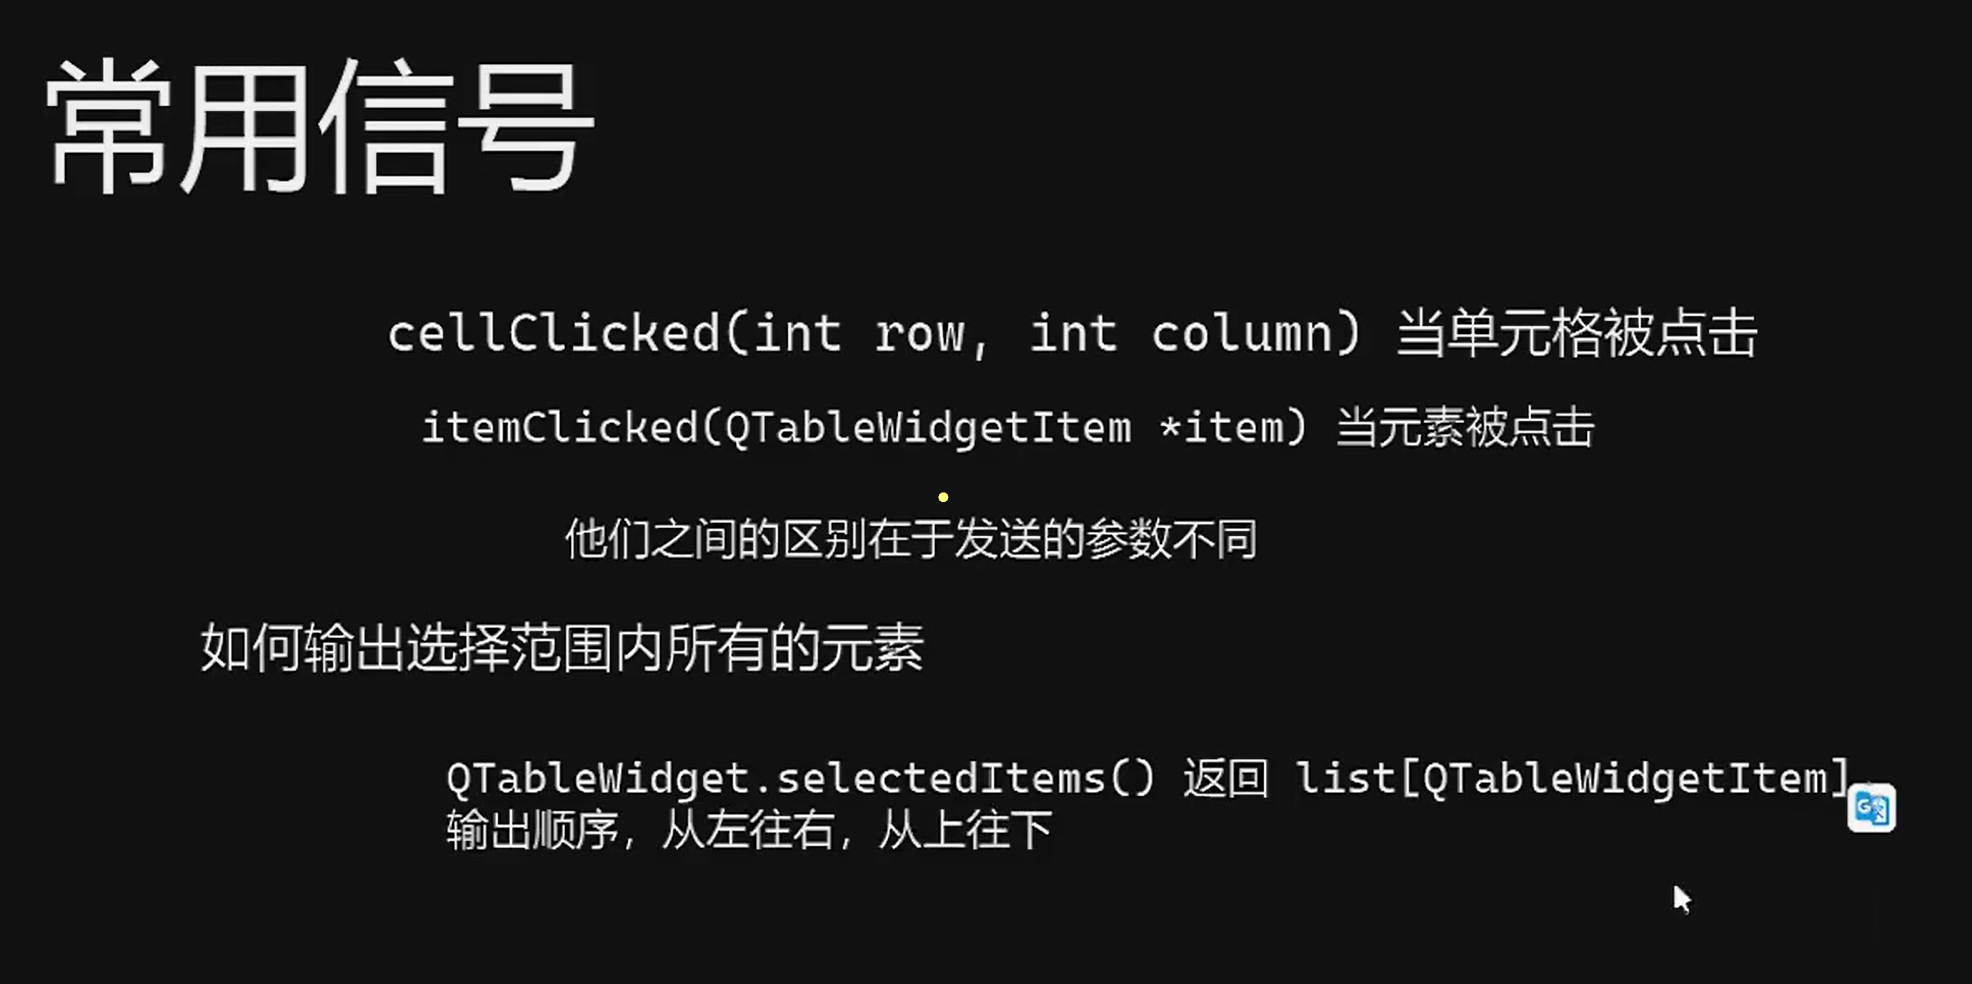 常用信号
cellClicked(int row, int column) 当单元格被点击
itemClicked(QTableWidgetItem *item) 当元素被点击
他们之间的区别在于发送的参数不同
如何输出选择范围内所有的元素
QTableWidget.selectedItems() 返回 list[QTableWidgetItem]
输出顺序，从左往右，从上往下